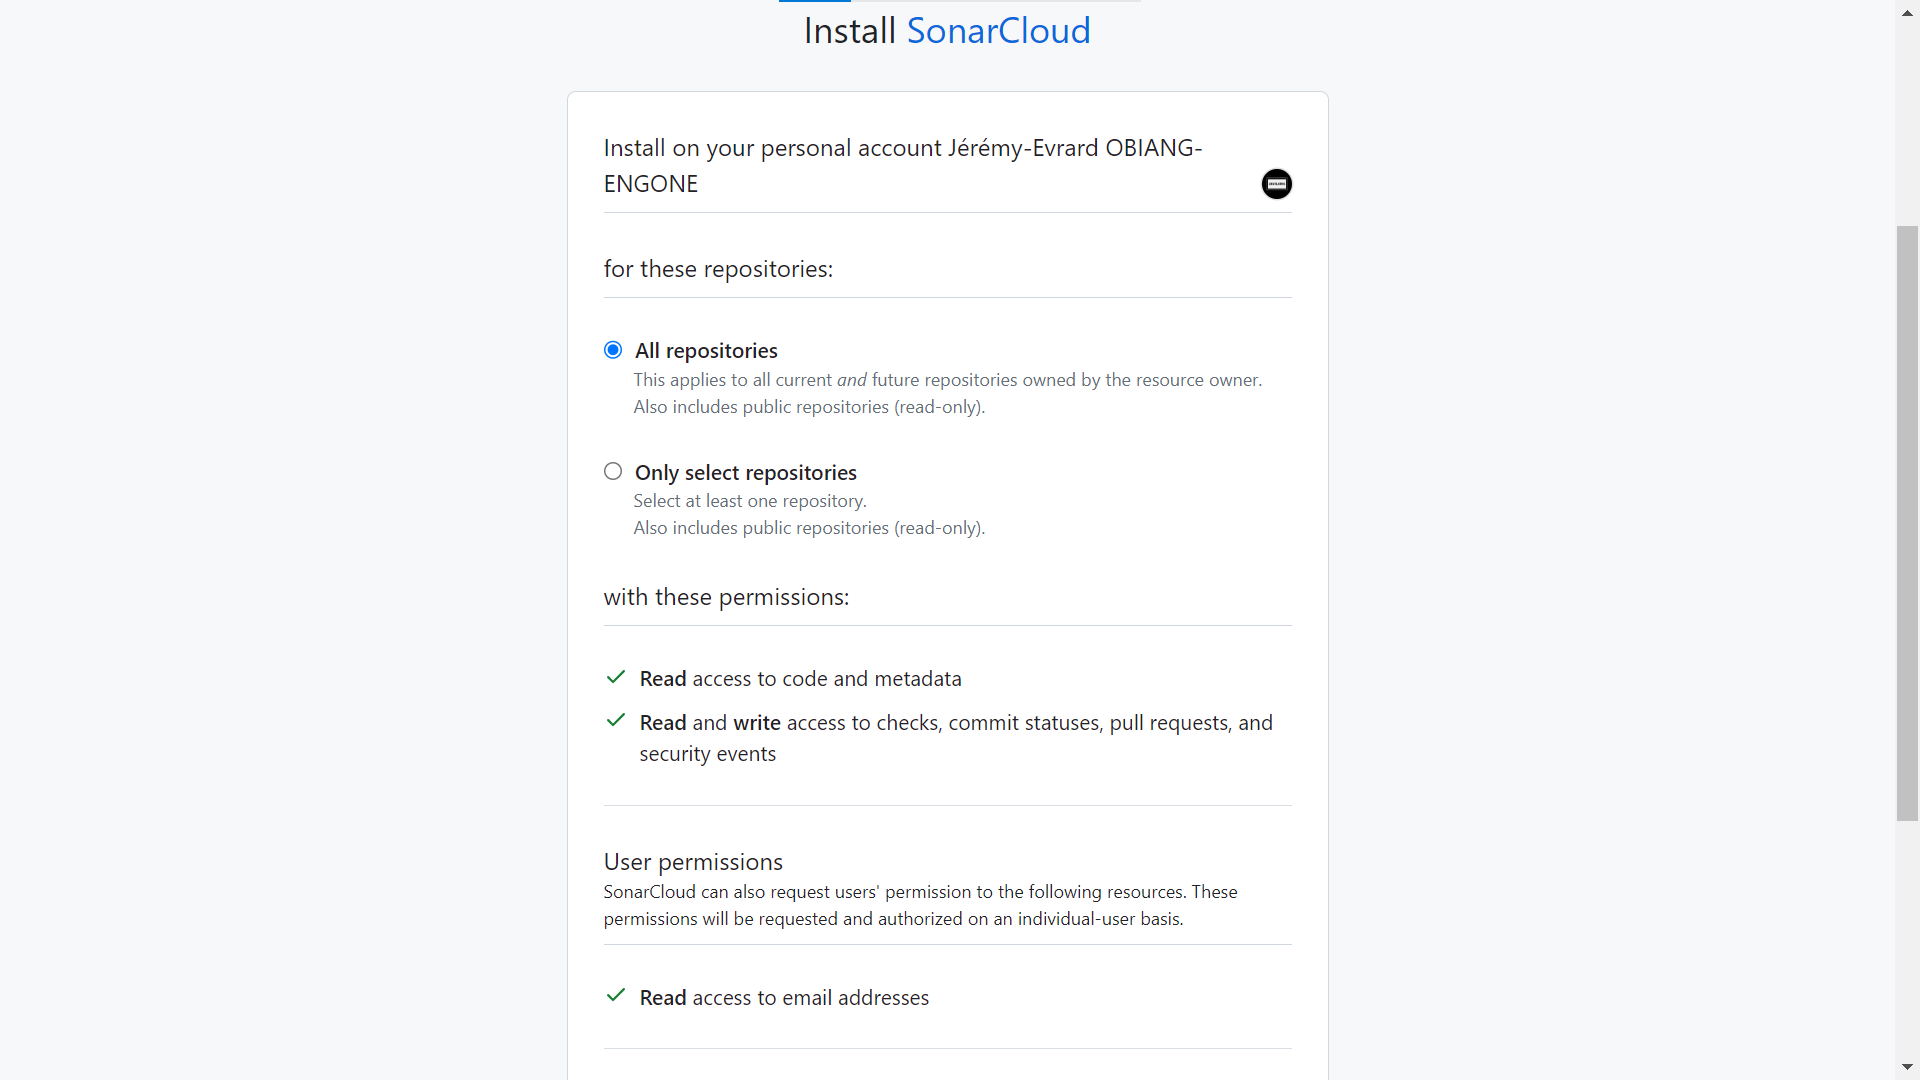 Install SonarCloud
Install on your personal account Jérémy-Evrard OBIANG-
ENGONE
for these repositories:
All repositories
This applies to all current and future repositories owned by the resource owner.
Also includes public repositories (read-only).
Only select repositories
Select at least one repository.
Also includes public repositories (read-only).
with these permissions:
Read access to code and metadata
Read and write access to checks, commit statuses, pull requests, and
security events
User permissions
SonarCloud can also request users' permission to the following resources. These
permissions will be requested and authorized on an individual-user basis.
Read access to email addresses